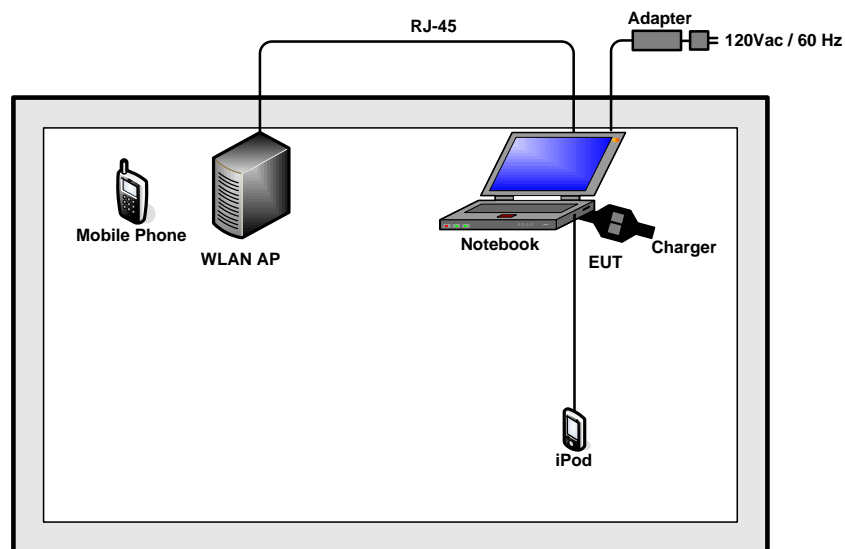 RJ-45
Adapter
120Vac / 60 Hz
Mobile Phone
WLAN AP
Notebook
EUT
Charger
iPod